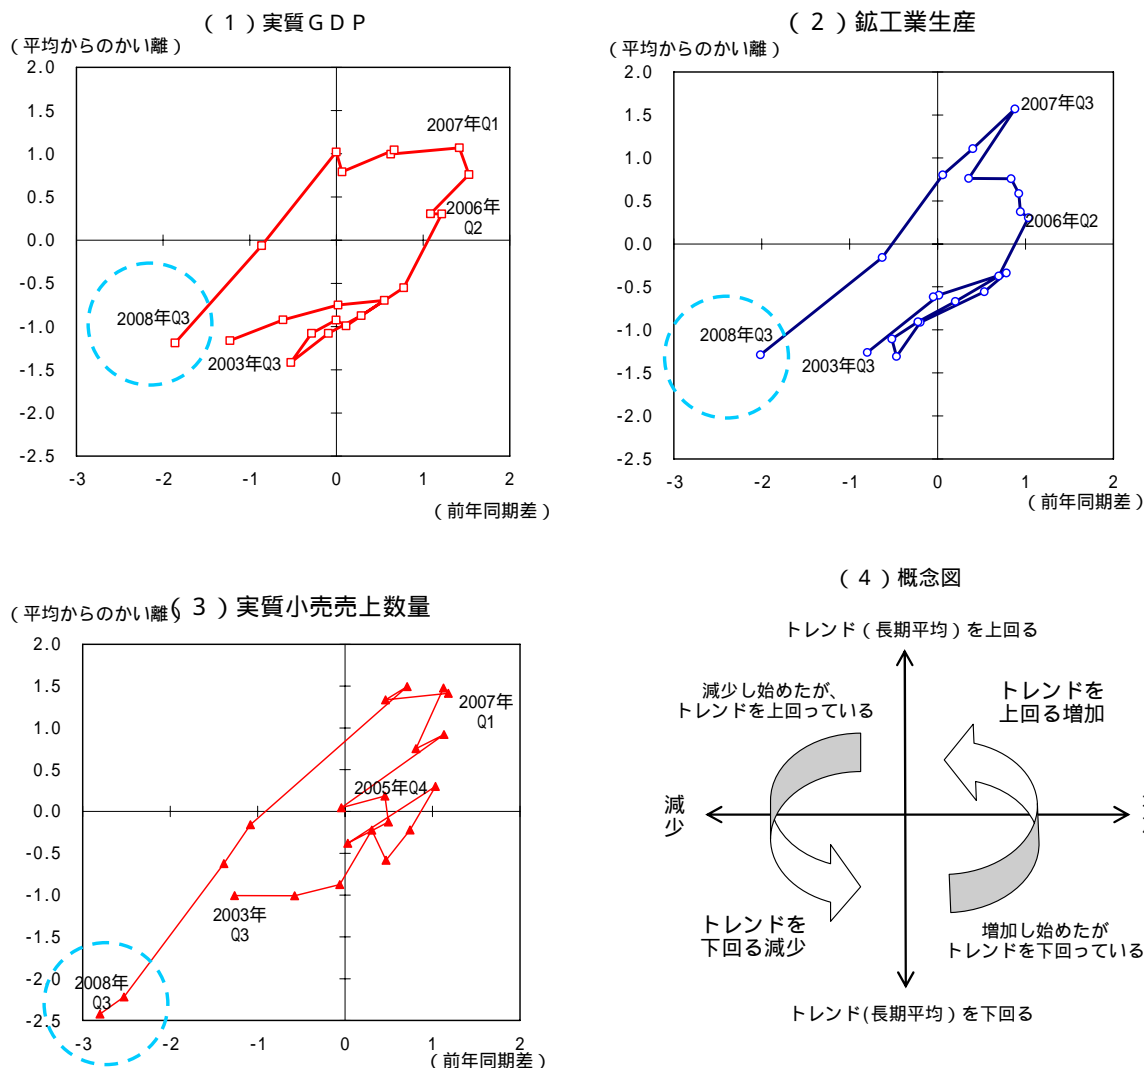 （１）実質ＧＤＰ
（平均からのかい離）
2.0
1.5
1.0
0.5
0.0
-0.5
-1.0
-1.5
-2.0
-2.5
-3
-2
-1
0
1
2
（前年同期差）
2007年Q1
2006年
Q2
2008年Q3
2003年Q3
（２）鉱工業生産
（平均からのかい離）
2.0
1.5
1.0
0.5
0.0
-0.5
-1.0
-1.5
-2.0
-2.5
-3
-2
-1
0
1
2
（前年同期差）
2007年Q3
2006年Q2
2008年Q3
2003年Q3
（３）実質小売売上数量
（平均からのかい離）
2.0
1.5
1.0
0.5
0.0
-0.5
-1.0
-1.5
-2.0
-2.5
-3
-2
-1
0
1
2
（前年同期差）
2007年
Q1
2005年Q4
2003年
Q3
2008年
Q3
（４）概念図
トレンド（長期平均）を上回る
減少し始めたが、
トレンドを上回っている
トレンドを
上回る増加
減
少
トレンドを
下回る減少
増加し始めたが
トレンドを下回っている
トレンド(長期平均）を下回る